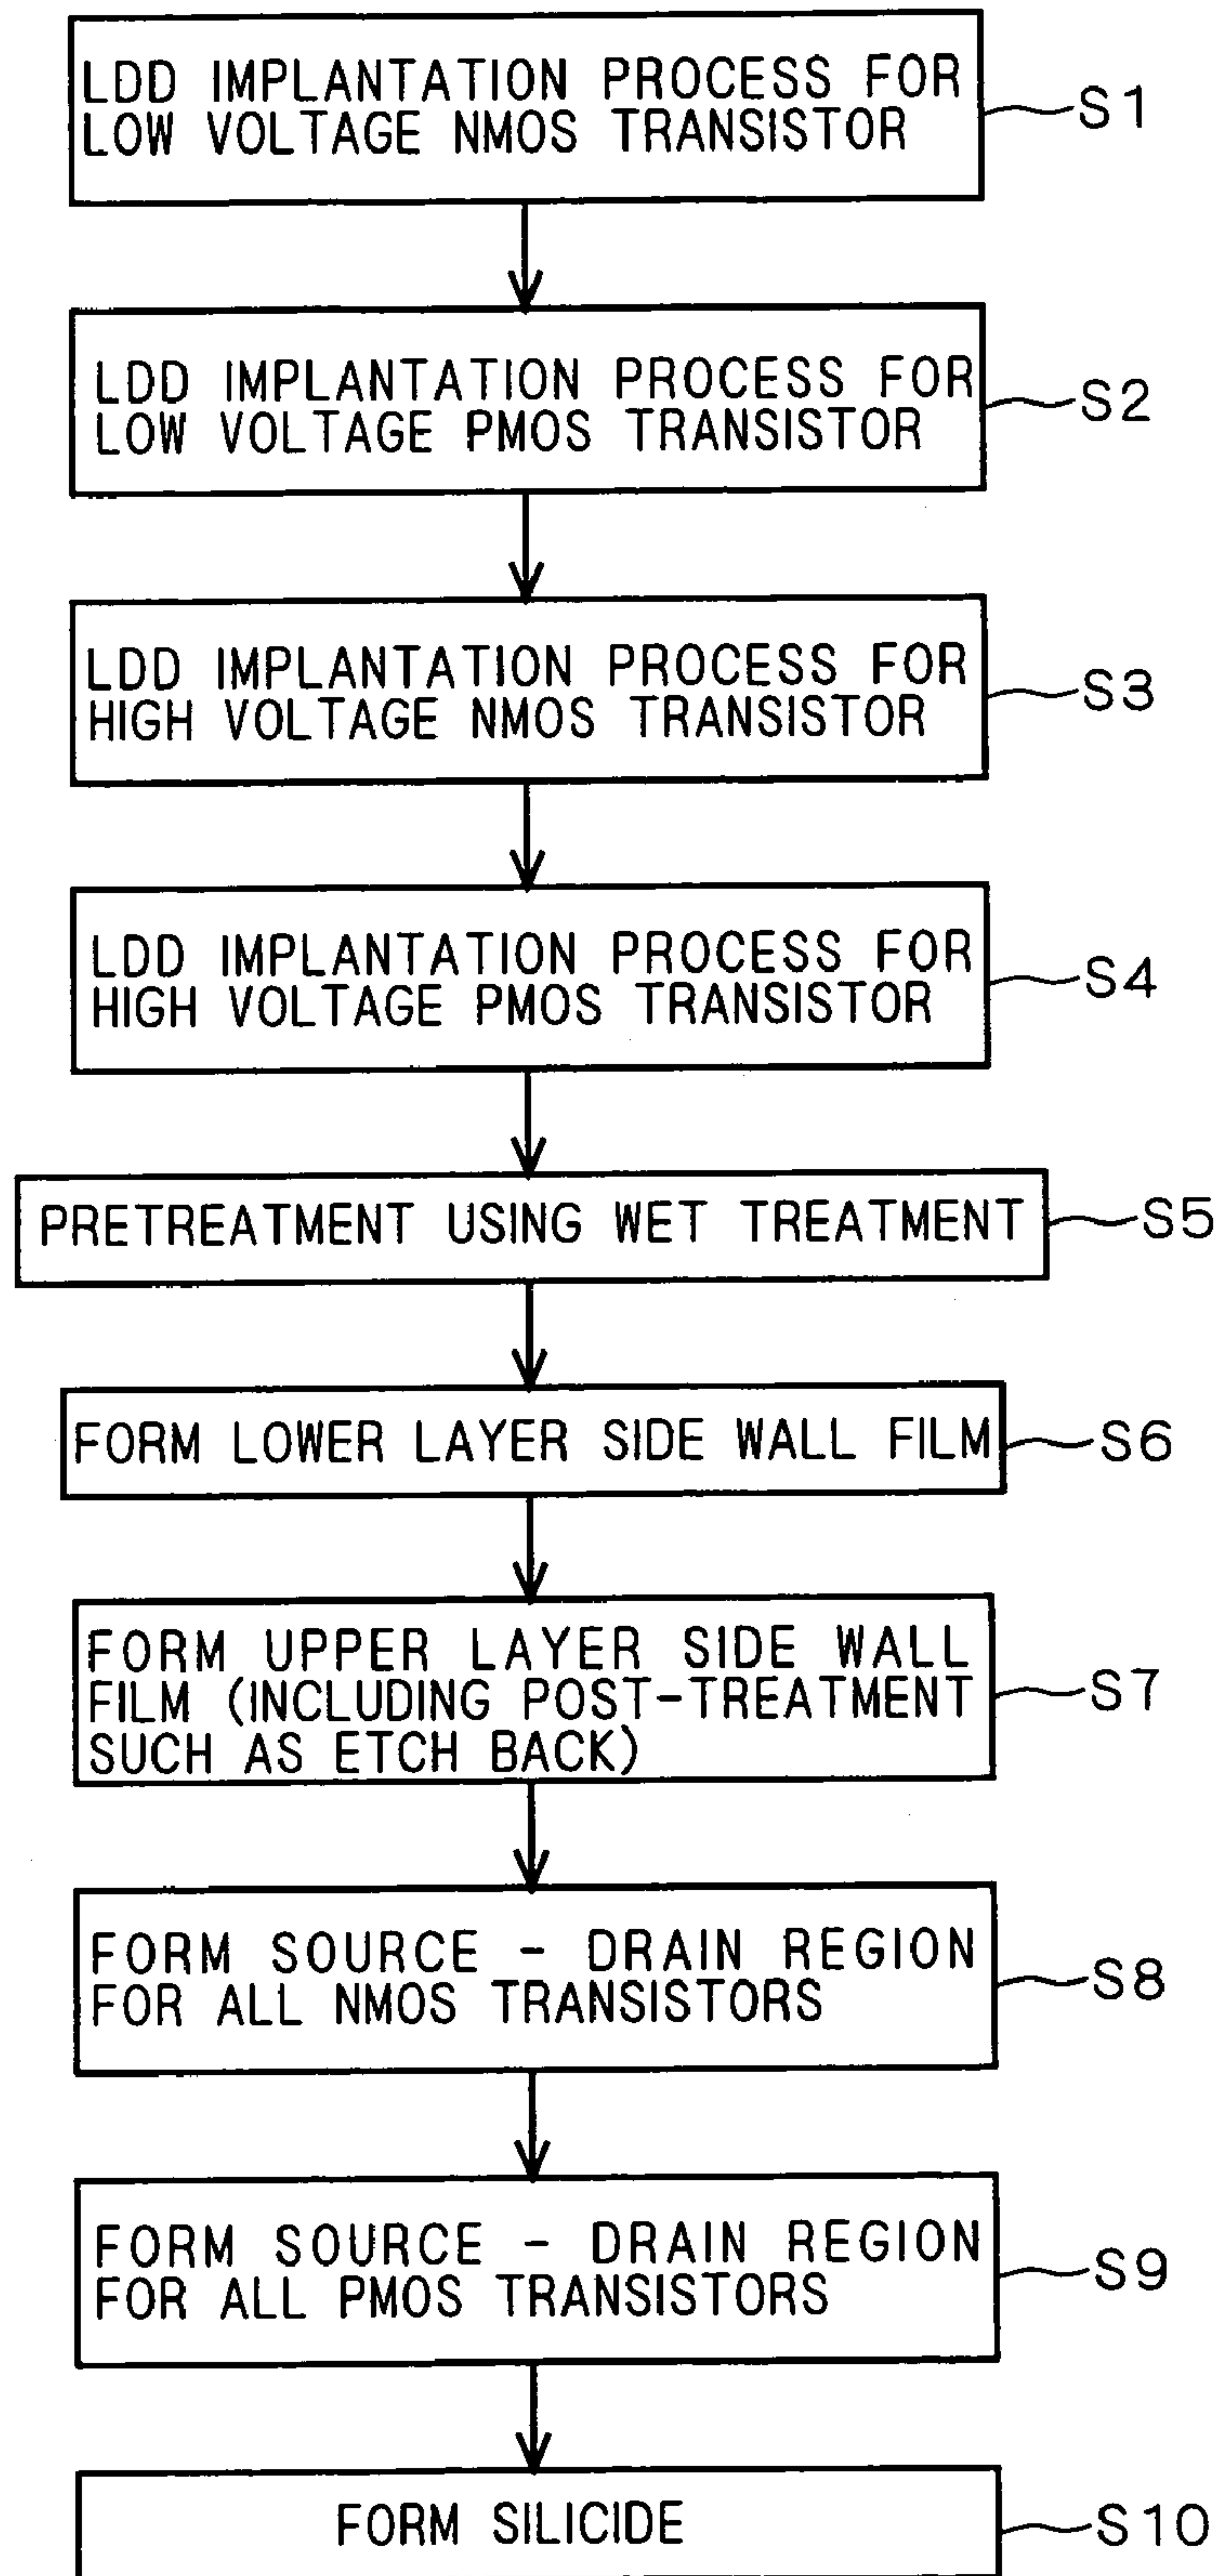 LDD IMPLANTATION PROCESS FOR
LOW VOLTAGE NMOS TRANSISTOR
S1
LDD IMPLANTATION PROCESS FOR
LOW VOLTAGE PMOS TRANSISTOR
S2
LDD IMPLANTATION PROCESS FOR
HIGH VOLTAGE NMOS TRANSISTOR
S3
LDD IMPLANTATION PROCESS FOR
HIGH VOLTAGE PMOS TRANSISTOR
S4
PRETREATMENT USING WET TREATMENT
S5
FORM LOWER LAYER SIDE WALL FILM
S6
FORM UPPER LAYER SIDE WALL
FILM (INCLUDING POST-TREATMENT
SUCH AS ETCH BACK)
S7
FORM SOURCE - DRAIN REGION
FOR ALL NMOS TRANSISTORS
S8
FORM SOURCE - DRAIN REGION
FOR ALL PMOS TRANSISTORS
S9
FORM SILICIDE
S10